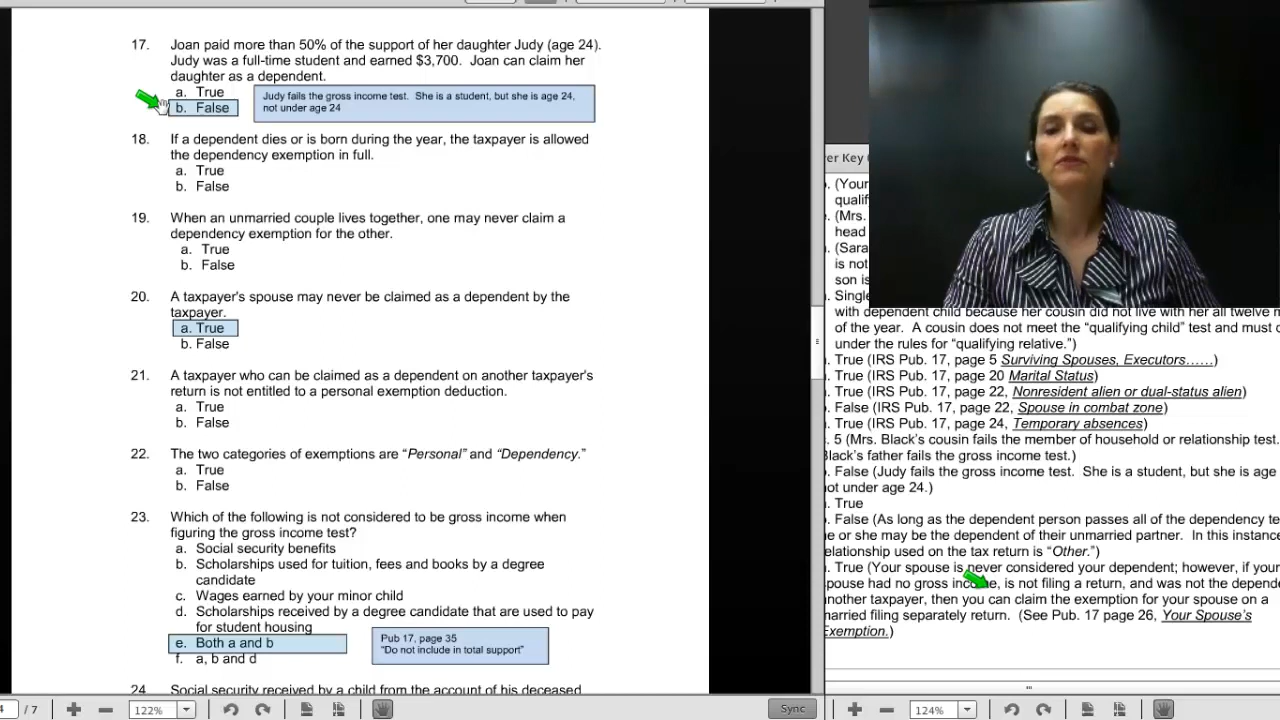 17. Joan paid more than 50% of the support of her daughter Judy (age 24).
Judy was a full-time student and earned $3,700. Joan can claim her
daughter as a dependent.
a. True
b. False
Judy fails the gross income test. She is a student, but she is age 24,
not under age 24
18. If a dependent dies or is born during the year, the taxpayer is allowed
the dependency exemption in full.
a. True
b. False
19. When an unmarried couple lives together, one may never claim a
dependency exemption for the other.
a. True
b. False
20. A taxpayer's spouse may never be claimed as a dependent by the
taxpayer.
a. True
b. False
21. A taxpayer who can be claimed as a dependent on another taxpayer's
return is not entitled to a personal exemption deduction.
a. True
b. False
22. The two categories of exemptions are “Personal” and “Dependency.”
a. True
b. False
23. Which of the following is not considered to be gross income when
figuring the gross income test?
a. Social security benefits
b. Scholarships used for tuition, fees and books by a degree
candidate
c. Wages earned by your minor child
d. Scholarships received by a degree candidate that are used to pay
for student housing
e. Both a and b
Pub 17, page 35
“Do not include in total support”
f. a, b and d
24 Social security received by a child from the account of his deceased
4 / 7
122%
Sync
er Key (
. (Your
qualif
. (Mrs.
head
. (Sara
is not
son is
. Single
with dependent child because her cousin did not live with her all twelve m
of the year. A cousin does not meet the “qualifying child” test and must
under the rules for “qualifying relative.”)
. True (IRS Pub. 17, page 5 Surviving Spouses, Executors……)
. True (IRS Pub. 17, page 20 Marital Status)
. True (IRS Pub. 17, page 22, Nonresident alien or dual-status alien)
. False (IRS Pub. 17, page 22, Spouse in combat zone)
. True (IRS Pub. 17, page 24, Temporary absences)
. 5 (Mrs. Black’s cousin fails the member of household or relationship test.
Black’s father fails the gross income test.)
. False (Judy fails the gross income test. She is a student, but she is age
not under age 24.)
. True
. False (As long as the dependent person passes all of the dependency te
e or she may be the dependent of their unmarried partner. In this instance
elationship used on the tax return is “Other.”)
. True (Your spouse is never considered your dependent; however, if your
spouse had no gross income, is not filing a return, and was not the depende
another taxpayer, then you can claim the exemption for your spouse on a
married filing separately return. (See Pub. 17 page 26, Your Spouse’s
Exemption.)
124%